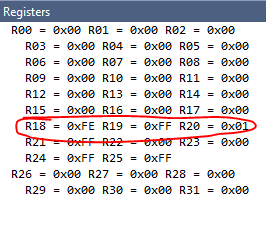 Registers
R00 = 0x00 R01 = 0x00 R02 = 0x00
R03 = 0x00 R04 = 0x00 R05 = 0x00
R06 = 0x00 R07 = 0x00 R08 = 0x00
R09 = 0x00 R10 = 0x00 R11 = 0x00
R12 = 0x00 R13 = 0x00 R14 = 0x00
R15 = 0x00 R16 = 0x00 R17 = 0x00
R18 = 0xFE R19 = 0xFF R20 = 0x01
R21 = 0xFF R22 = 0x00 R23 = 0x00
R24 = 0xFF R25 = 0xFF
R26 = 0x00 R27 = 0x00 R28 = 0x00
R29 = 0x00 R30 = 0x00 R31 = 0x00